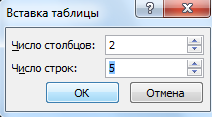 Вставка таблицы
Число столбцов: 2
Число строк: 5
ОК Отмена